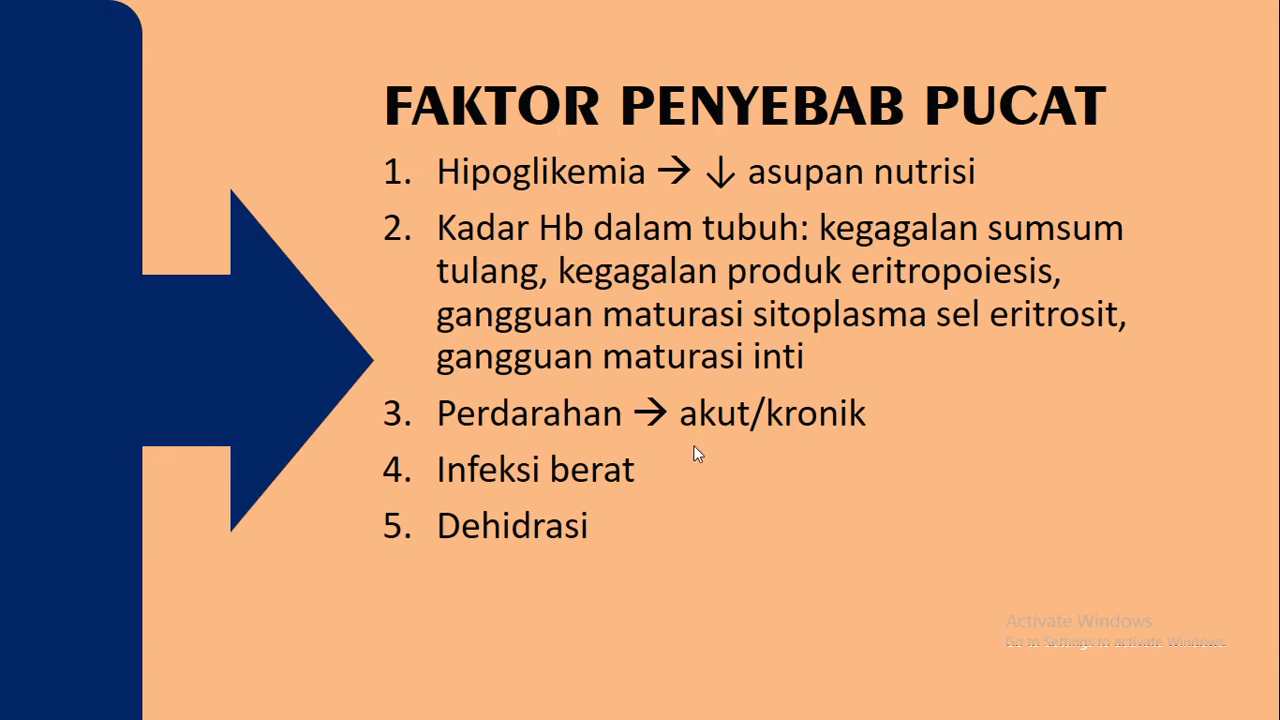 FAKTOR PENYEBAB PUCAT
1. Hipoglikemia → ↓ asupan nutrisi
2. Kadar Hb dalam tubuh: kegagalan sumsum
tulang, kegagalan produk eritropoiesis,
gangguan maturasi sitoplasma sel eritrosit,
gangguan maturasi inti
3. Perdarahan → akut/kronik
4. Infeksi berat
5. Dehidrasi
Activate Windows
Go to Settings to activate Windows.